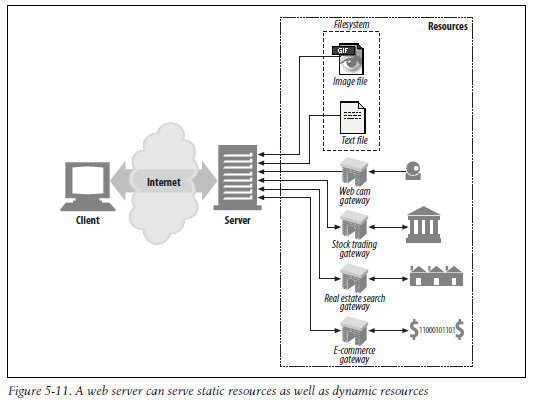 Filesystem
Resources
GIF
Image file
Text file
Internet
Client
Server
Web cam
gateway
Stock trading
gateway
Real estate search
gateway
$11000101101$
E-commerce
gateway
Figure 5-11. A web server can serve static resources as well as dynamic resources